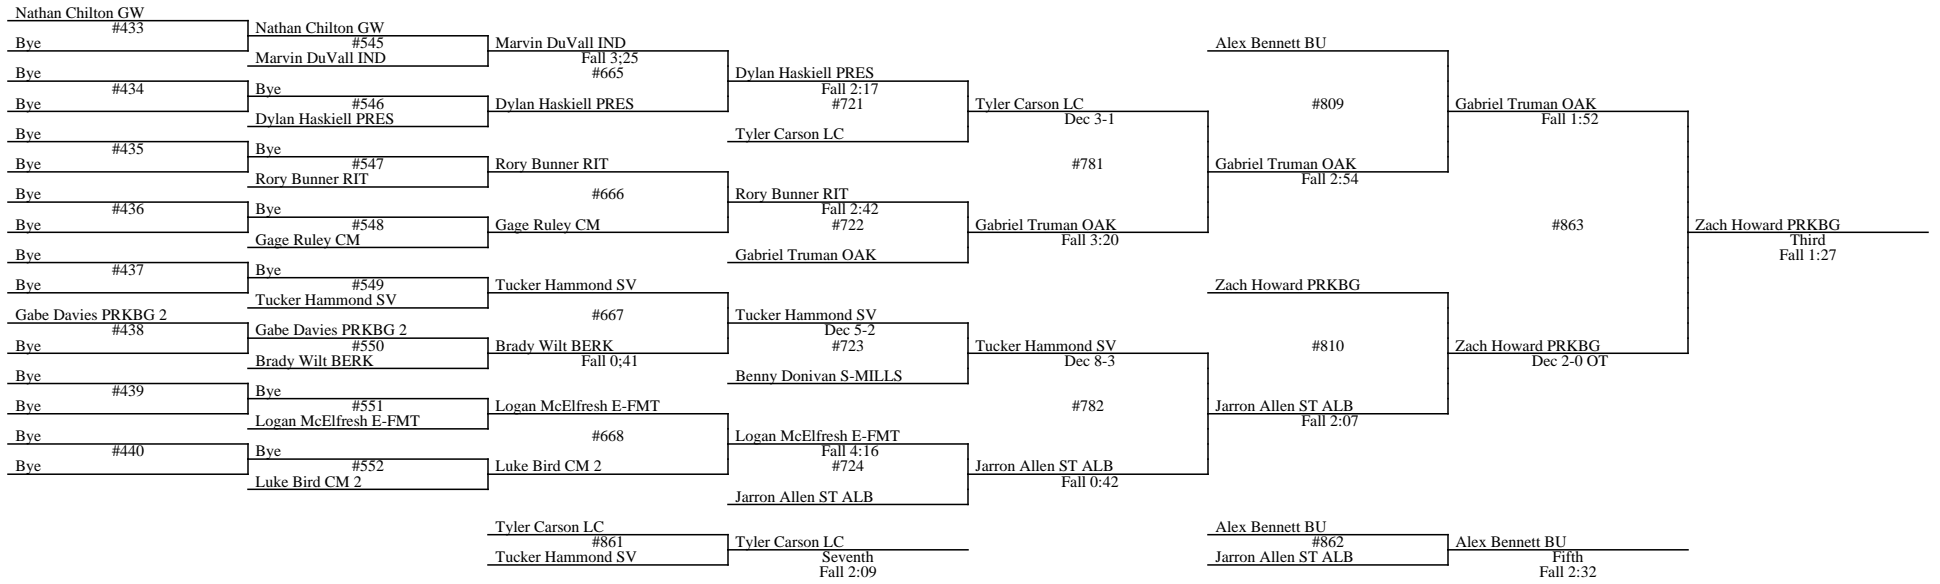 Nathan Chilton GW
#433
Bye
Bye
#434
Bye
Bye
#435
Bye
Bye
#436
Bye
Bye
#437
Bye
Gabe Davies PRKBG 2
#438
Bye
Bye
#439
Bye
Bye
#440
Bye
Nathan Chilton GW
#545
Marvin DuVall IND
Bye
#546
Dylan Haskiell PRES
Bye
#547
Rory Bunner RIT
Bye
#548
Gage Ruley CM
Bye
#549
Tucker Hammond SV
Gabe Davies PRKBG 2
#550
Brady Wilt BERK
Bye
#551
Logan McElfresh E-FMT
Bye
#552
Luke Bird CM 2
Marvin DuVall IND
Fall 3;25
#665
Dylan Haskiell PRES
Rory Bunner RIT
#666
Gage Ruley CM
Tucker Hammond SV
#667
Brady Wilt BERK
Fall 0;41
Logan McElfresh E-FMT
#668
Luke Bird CM 2
Dylan Haskiell PRES
Fall 2:17
#721
Tyler Carson LC
Rory Bunner RIT
Fall 2:42
#722
Gabriel Truman OAK
Tucker Hammond SV
Dec 5-2
#723
Benny Donivan S-MILLS
Logan McElfresh E-FMT
Fall 4:16
#724
Jarron Allen ST ALB
Tyler Carson LC
Dec 3-1
#781
Gabriel Truman OAK
Fall 3:20
Tucker Hammond SV
Dec 8-3
#782
Jarron Allen ST ALB
Fall 0:42
Alex Bennett BU
#809
Gabriel Truman OAK
Fall 2:54
Zach Howard PRKBG
#810
Jarron Allen ST ALB
Fall 2:07
Gabriel Truman OAK
Fall 1:52
#863
Zach Howard PRKBG
Dec 2-0 OT
Zach Howard PRKBG
Third
Fall 1:27
Tyler Carson LC
#861
Tucker Hammond SV
Tyler Carson LC
Seventh
Fall 2:09
Alex Bennett BU
#862
Jarron Allen ST ALB
Alex Bennett BU
Fifth
Fall 2:32